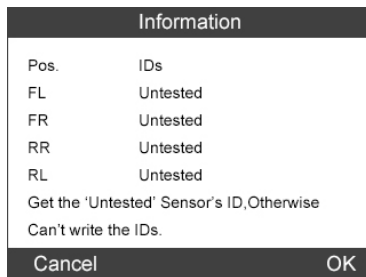 Information
Pos. IDs
FL Untested
FR Untested
RR Untested
RL Untested
Get the ‘Untested’ Sensor’s ID,Otherwise
Can’t write the IDs.
Cancel OK